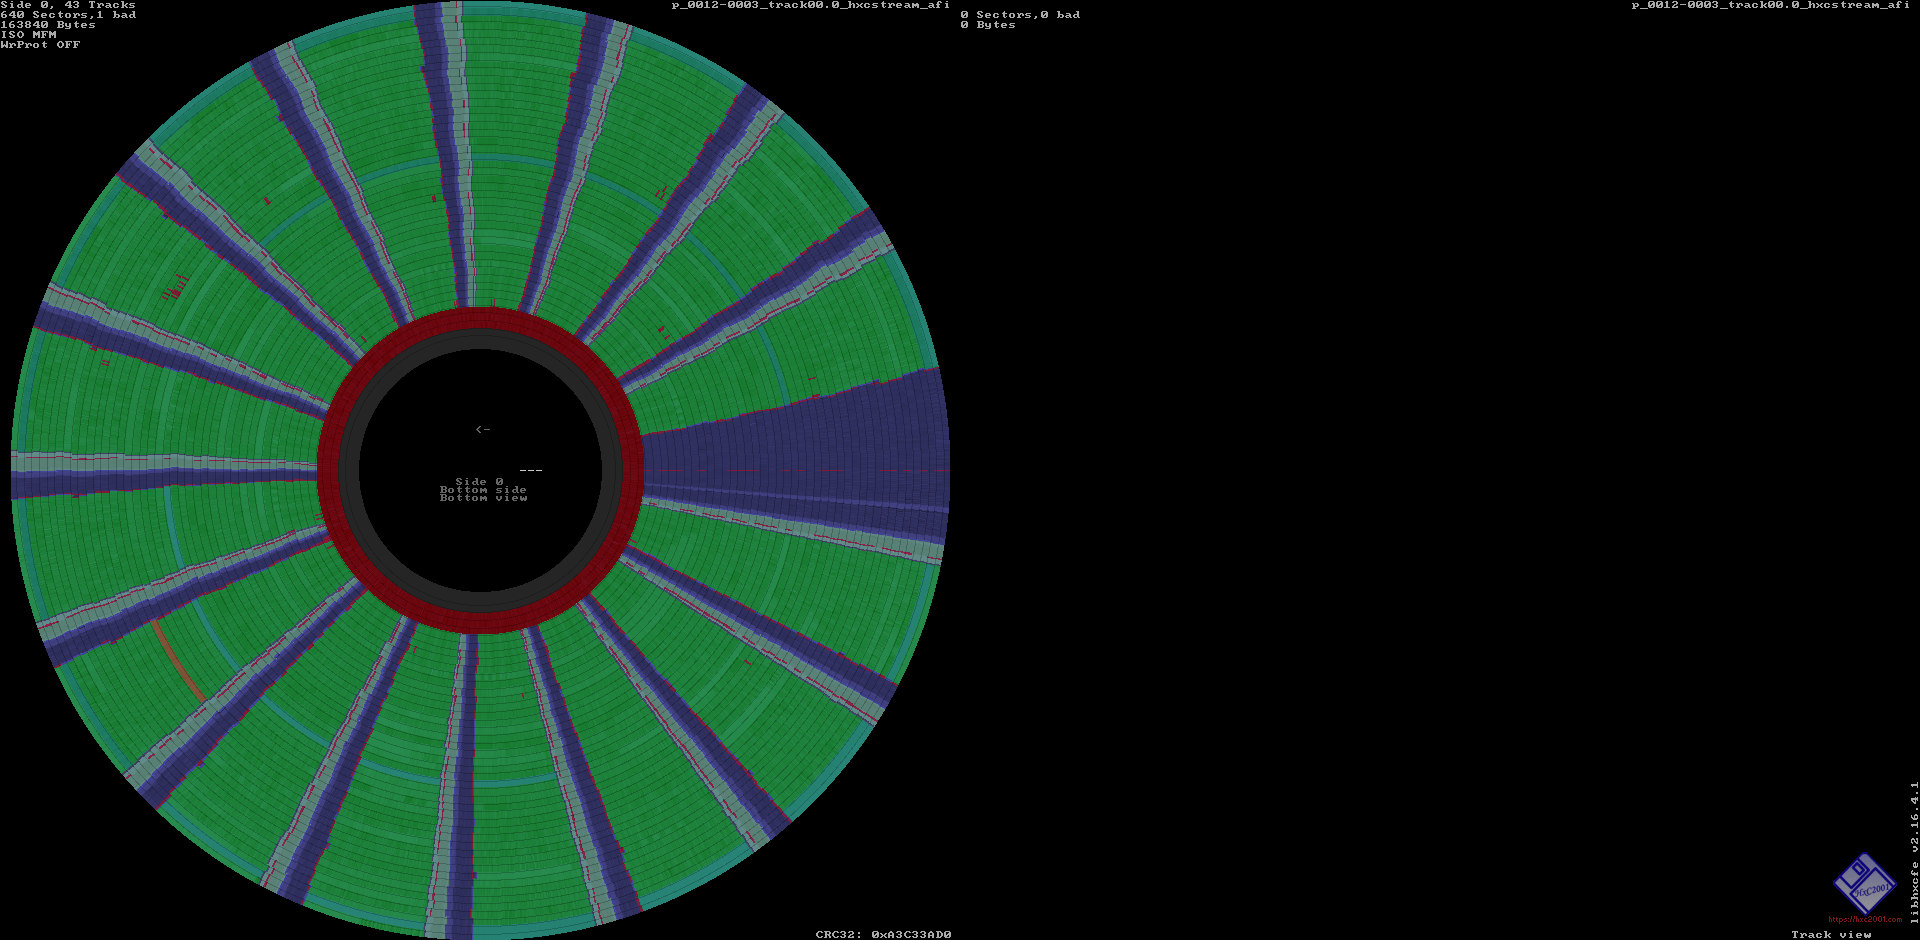 Side 0, 43 Tracks
640 Sectors,1 bad
163840 Bytes
ISO MFM
WrProt OFF
p_0012-0003_track00.0_hxcstream_afi
0 Sectors,0 bad
0 Bytes
p_0012-0003_track00.0_hxcstream_afi
<-
---
Side 0
Bottom side
Bottom view
libhxcfe v2.16.4.1
HxC2001
https://hxc2001.com
CRC32: 0xA3C33AD0
Track view